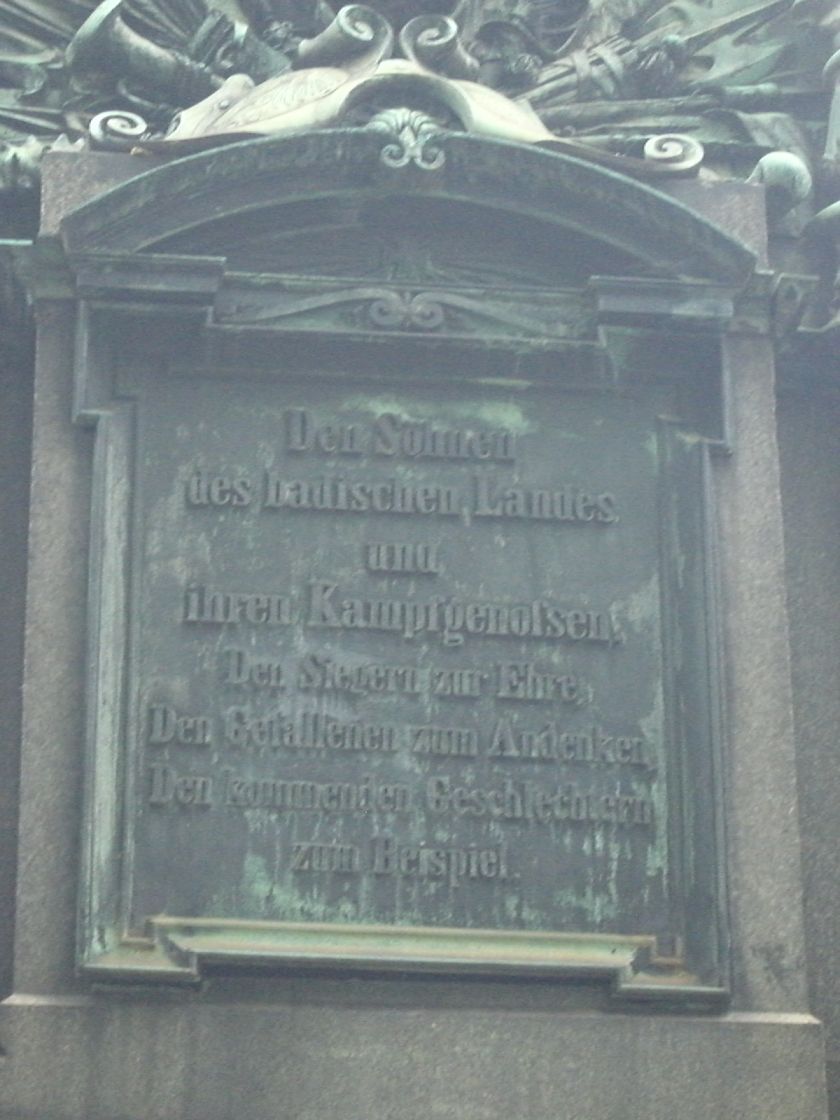 Den Söhnen
des badischen Landes
und
ihren Kampfgenoſsen!
Den Siegern zur Ehre,
Den Gefallenen zum Andenken,
Den kommenden Geschlechtern
zum Beispiel.